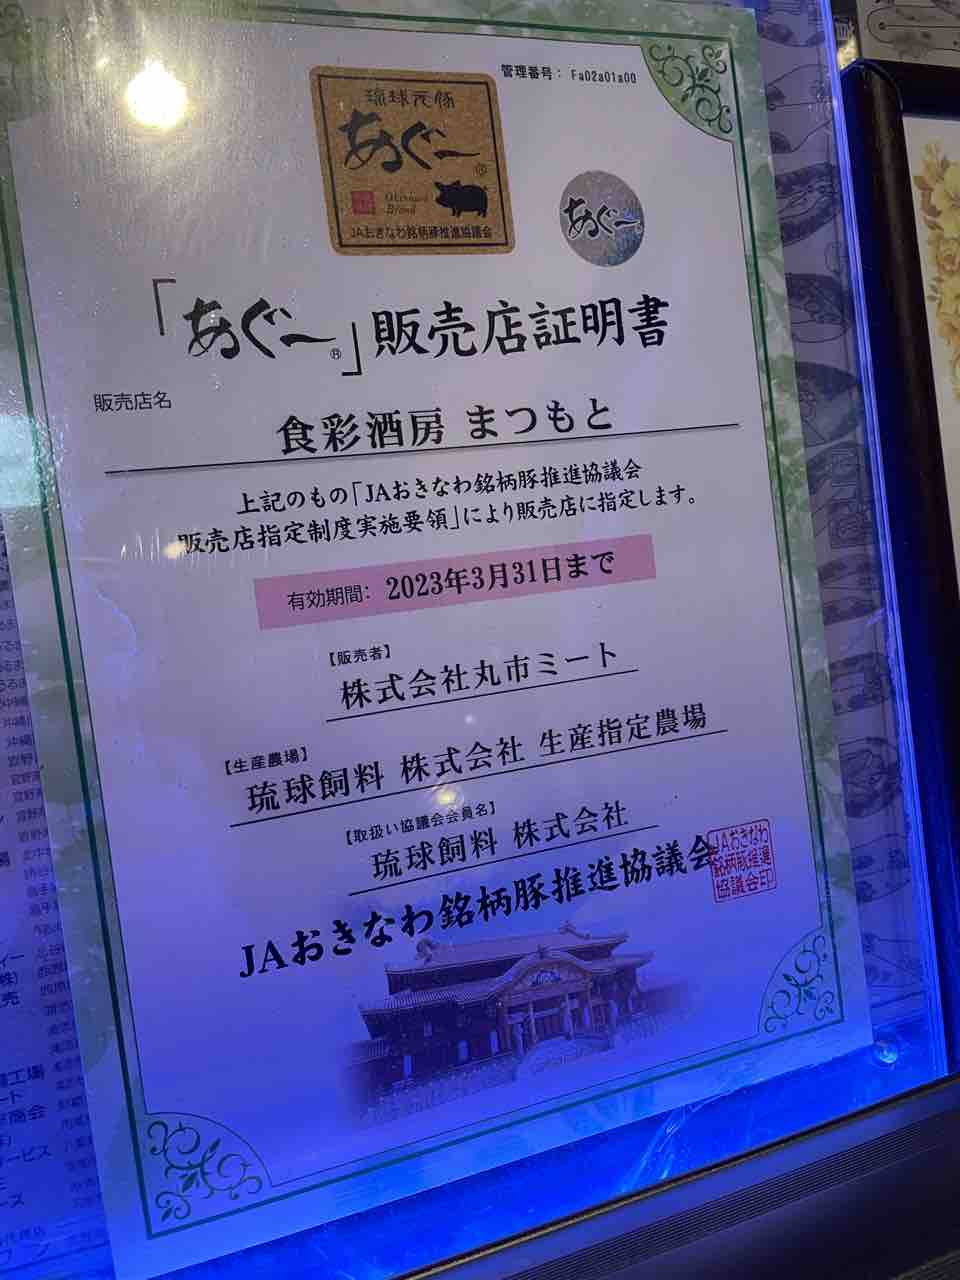 管理番号： Fa02a01a00
琉球元豚
あぐー®
Okinawa
Brand
JAおきなわ銘柄豚推進協議会
あぐー®
「あぐー®」販売店証明書
販売店名
食彩酒房 まつもと
上記のもの「JAおきなわ銘柄豚推進協議会
販売店指定制度実施要領」により販売店に指定します。
有効期間： 2023年3月31日まで
【販売者】
株式会社丸市ミート
【生産農場】
琉球飼料 株式会社 生産指定農場
【取扱い協議会会員名】
琉球飼料 株式会社
JAおきなわ銘柄豚推進協議会
JAおきなわ
銘柄豚推進
協議会印